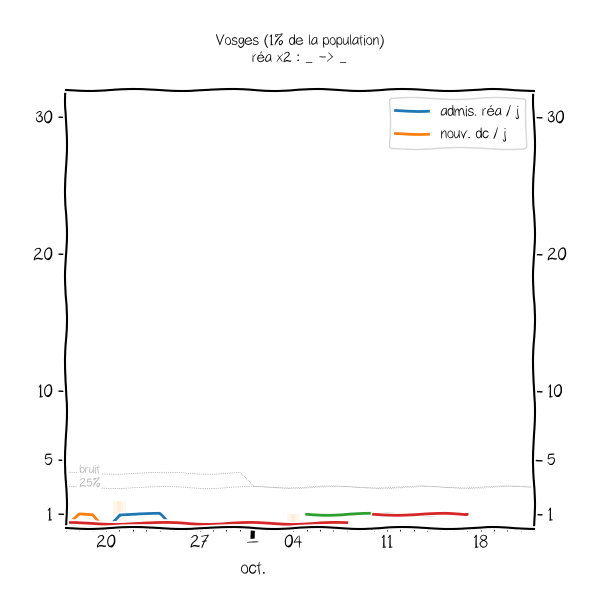 Vosges (1% de la population)
réa x2 : _ -> _
admis. réa / j
nouv. dc / j
30
30
20
20
10
10
5
5
bruit
25%
1
1
20
27
04
11
18
oct.